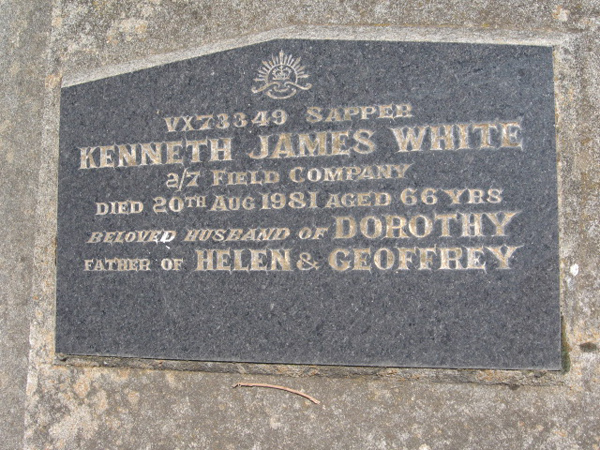 VX73349 SAPPER
KENNETH JAMES WHITE
2/7 FIELD COMPANY
DIED 20TH AUG 1981 AGED 66 YRS
BELOVED HUSBAND OF DOROTHY
FATHER OF HELEN & GEOFFREY